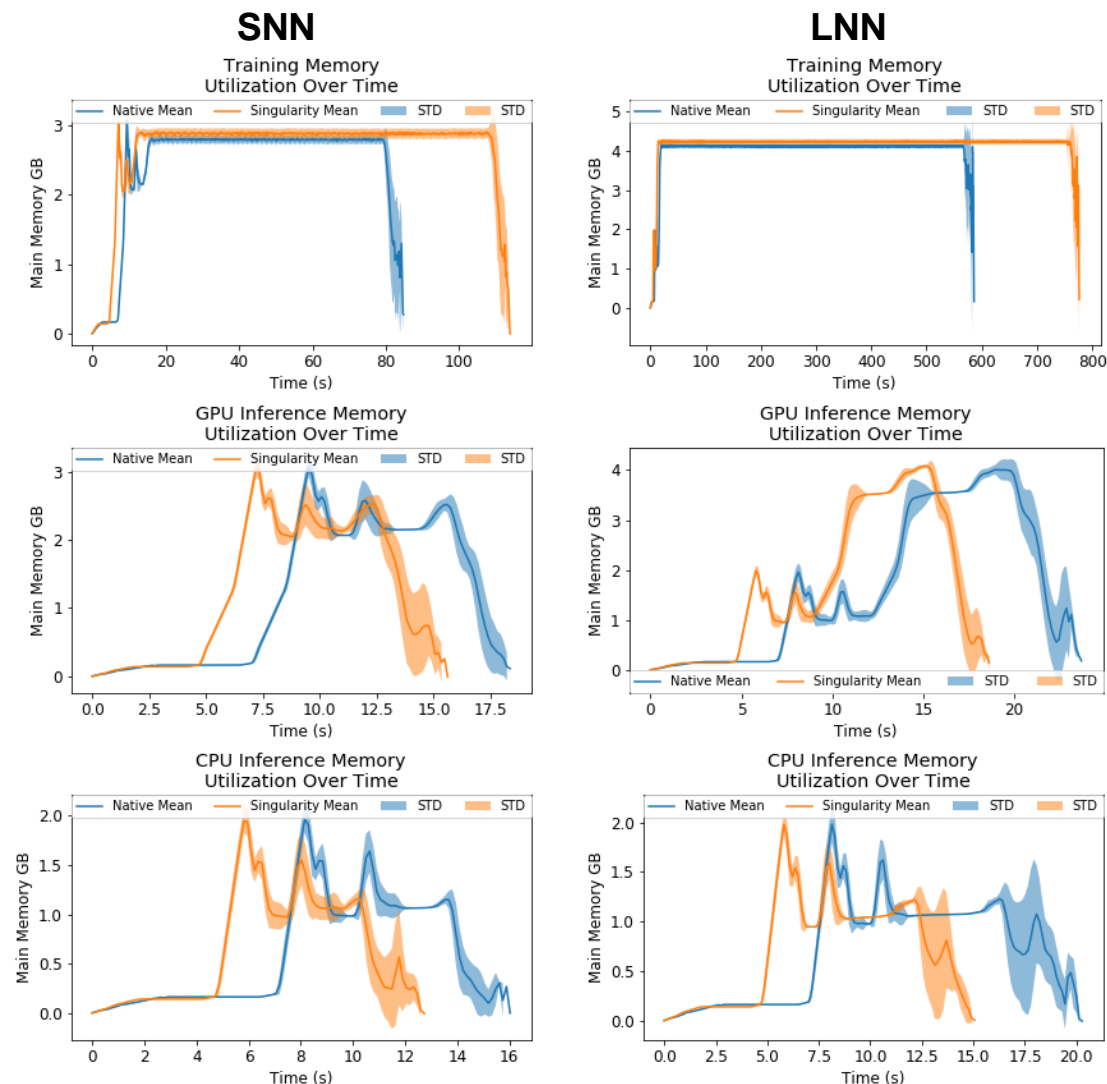 SNN
LNN
Training Memory
Utilization Over Time
Native Mean Singularity Mean STD STD
3
2
1
0
Main Memory GB
0 20 40 60 80 100
Time (s)
Training Memory
Utilization Over Time
Native Mean Singularity Mean STD STD
5
4
3
2
1
0
Main Memory GB
0 100 200 300 400 500 600 700 800
Time (s)
GPU Inference Memory
Utilization Over Time
Native Mean Singularity Mean STD STD
3
2
1
0
Main Memory GB
0.0 2.5 5.0 7.5 10.0 12.5 15.0 17.5
Time (s)
GPU Inference Memory
Utilization Over Time
4
3
2
1
0
Main Memory GB
Native Mean Singularity Mean STD STD
0 5 10 15 20
Time (s)
CPU Inference Memory
Utilization Over Time
Native Mean Singularity Mean STD STD
2.0
1.5
1.0
0.5
0.0
Main Memory GB
0 2 4 6 8 10 12 14 16
Time (s)
CPU Inference Memory
Utilization Over Time
Native Mean Singularity Mean STD STD
2.0
1.5
1.0
0.5
0.0
Main Memory GB
0.0 2.5 5.0 7.5 10.0 12.5 15.0 17.5 20.0
Time (s)